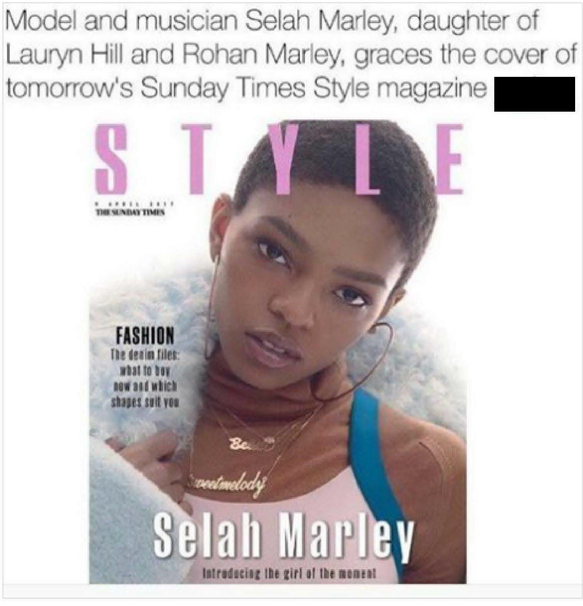 Model and musician Selah Marley, daughter of
Lauryn Hill and Rohan Marley, graces the cover of
tomorrow's Sunday Times Style magazine
STYLE
9 APRIL 2017
THE SUNDAY TIMES
FASHION
The denim files:
what to buy
now and which
shapes suit you
Sweetmelody
Selah Marley
Introducing the girl of the moment